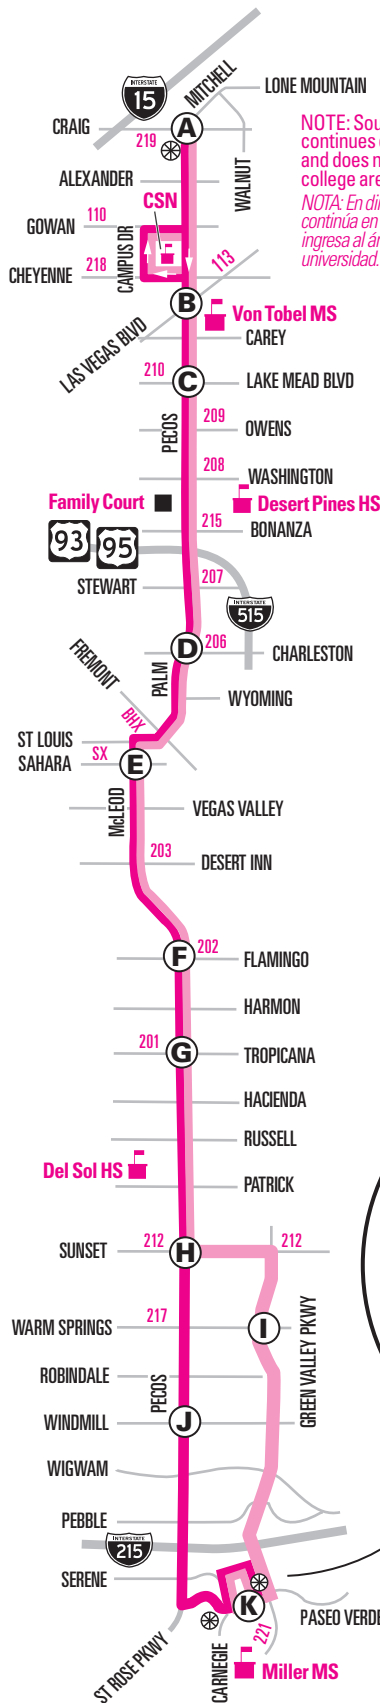 INTERSTATE
15
MITCHELL
LONE MOUNTAIN
CRAIG
A
219
WALNUT
NOTE: Sou
continues
and does n
college are
NOTA: En di
continúa en
ingresa al ár
universidad.
ALEXANDER
CSN
110
GOWAN
CAMPUS DR
218
CHEYENNE
113
B
Von Tobel MS
LAS VEGAS BLVD
CAREY
210
C
LAKE MEAD BLVD
PECOS
209
OWENS
208
WASHINGTON
Family Court
Desert Pines HS
215
BONANZA
93
95
207
STEWART
INTERSTATE
515
D
206
CHARLESTON
FREMONT
PALM
WYOMING
BHX
ST LOUIS
SX
SAHARA
E
McLEOD
VEGAS VALLEY
203
DESERT INN
202
F
FLAMINGO
HARMON
201
G
TROPICANA
HACIENDA
RUSSELL
Del Sol HS
PATRICK
SUNSET
212
H
212
217
WARM SPRINGS
I
GREEN VALLEY PKWY
ROBINDALE
PECOS
WINDMILL
J
WIGWAM
PEBBLE
INTERSTATE
215
SERENE
K
PASEO VERDE
221
ST ROSE PKWY
CARNEGIE
Miller MS